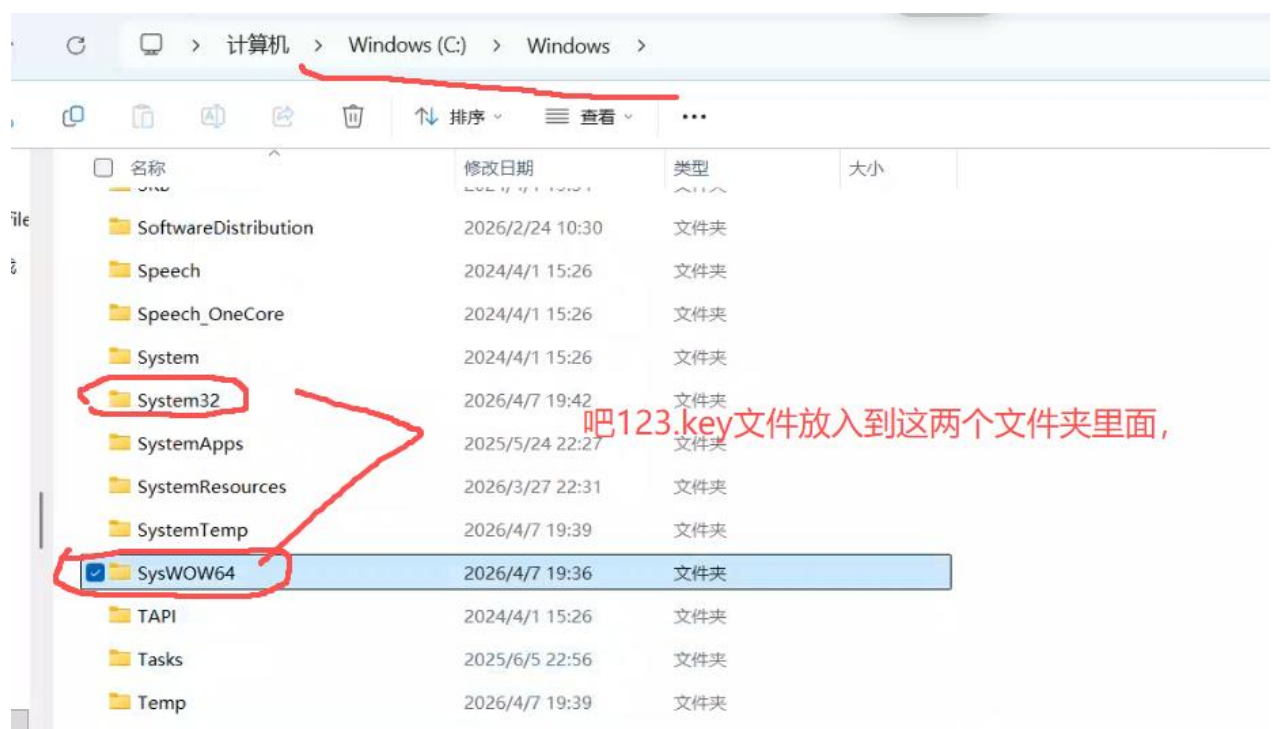 计算机 > Windows (C:) > Windows >
排序 查看 ...
名称 修改日期 类型 大小
SoftwareDistribution 2026/2/24 10:30 文件夹
Speech 2024/4/1 15:26 文件夹
Speech_OneCore 2024/4/1 15:26 文件夹
System 2024/4/1 15:26 文件夹
System32 2026/4/7 19:42 文件夹
吧123.key文件放入到这两个文件夹里面，
SystemApps 2025/5/24 22:27 文件夹
SystemResources 2026/3/27 22:31 文件夹
SystemTemp 2026/4/7 19:39 文件夹
SysWOW64 2026/4/7 19:36 文件夹
TAPI 2024/4/1 15:26 文件夹
Tasks 2025/6/5 22:56 文件夹
Temp 2026/4/7 19:39 文件夹